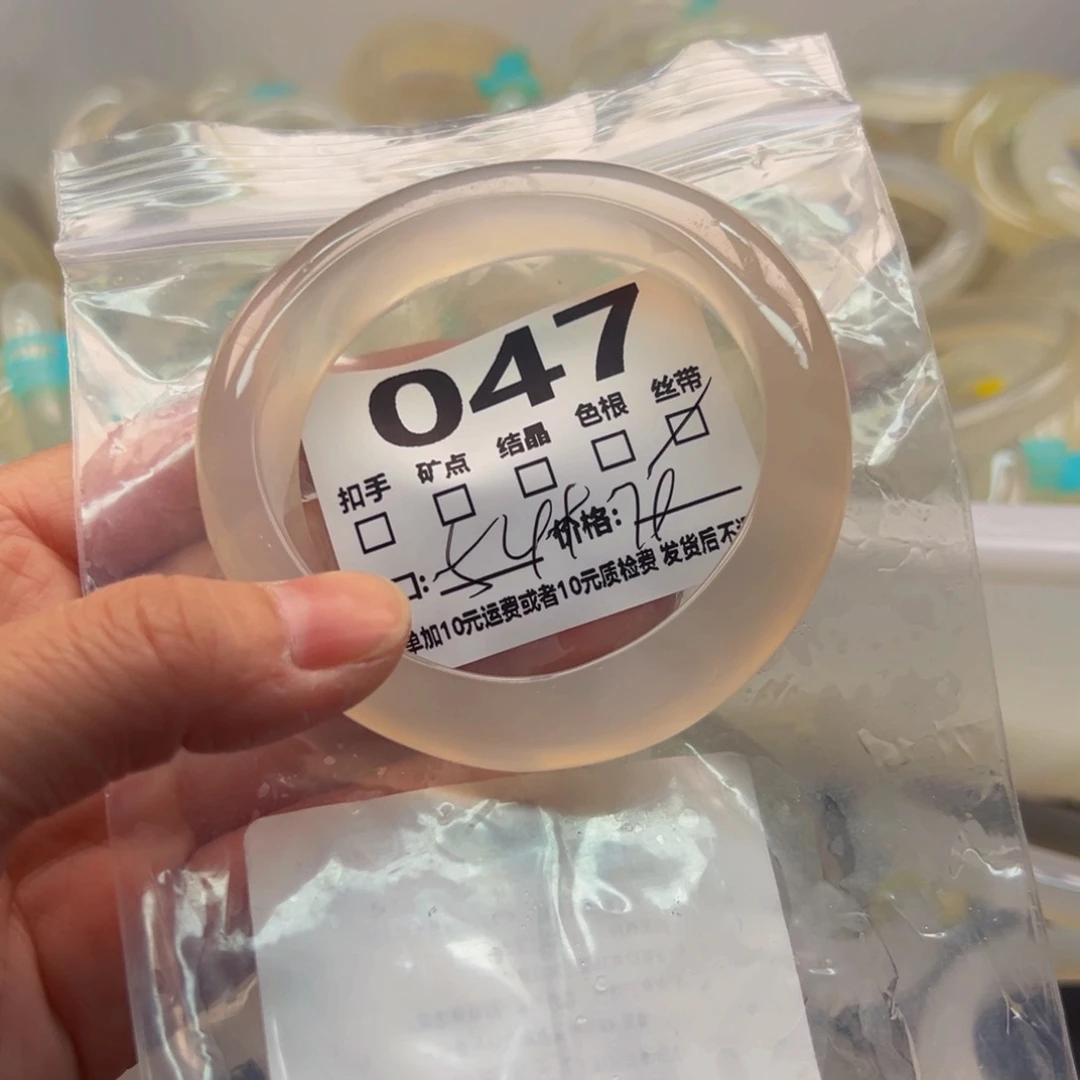 047
扣手 矿点 结晶 色根 丝带
口: 价格:
单加10元运费或者10元质检费 发货后不